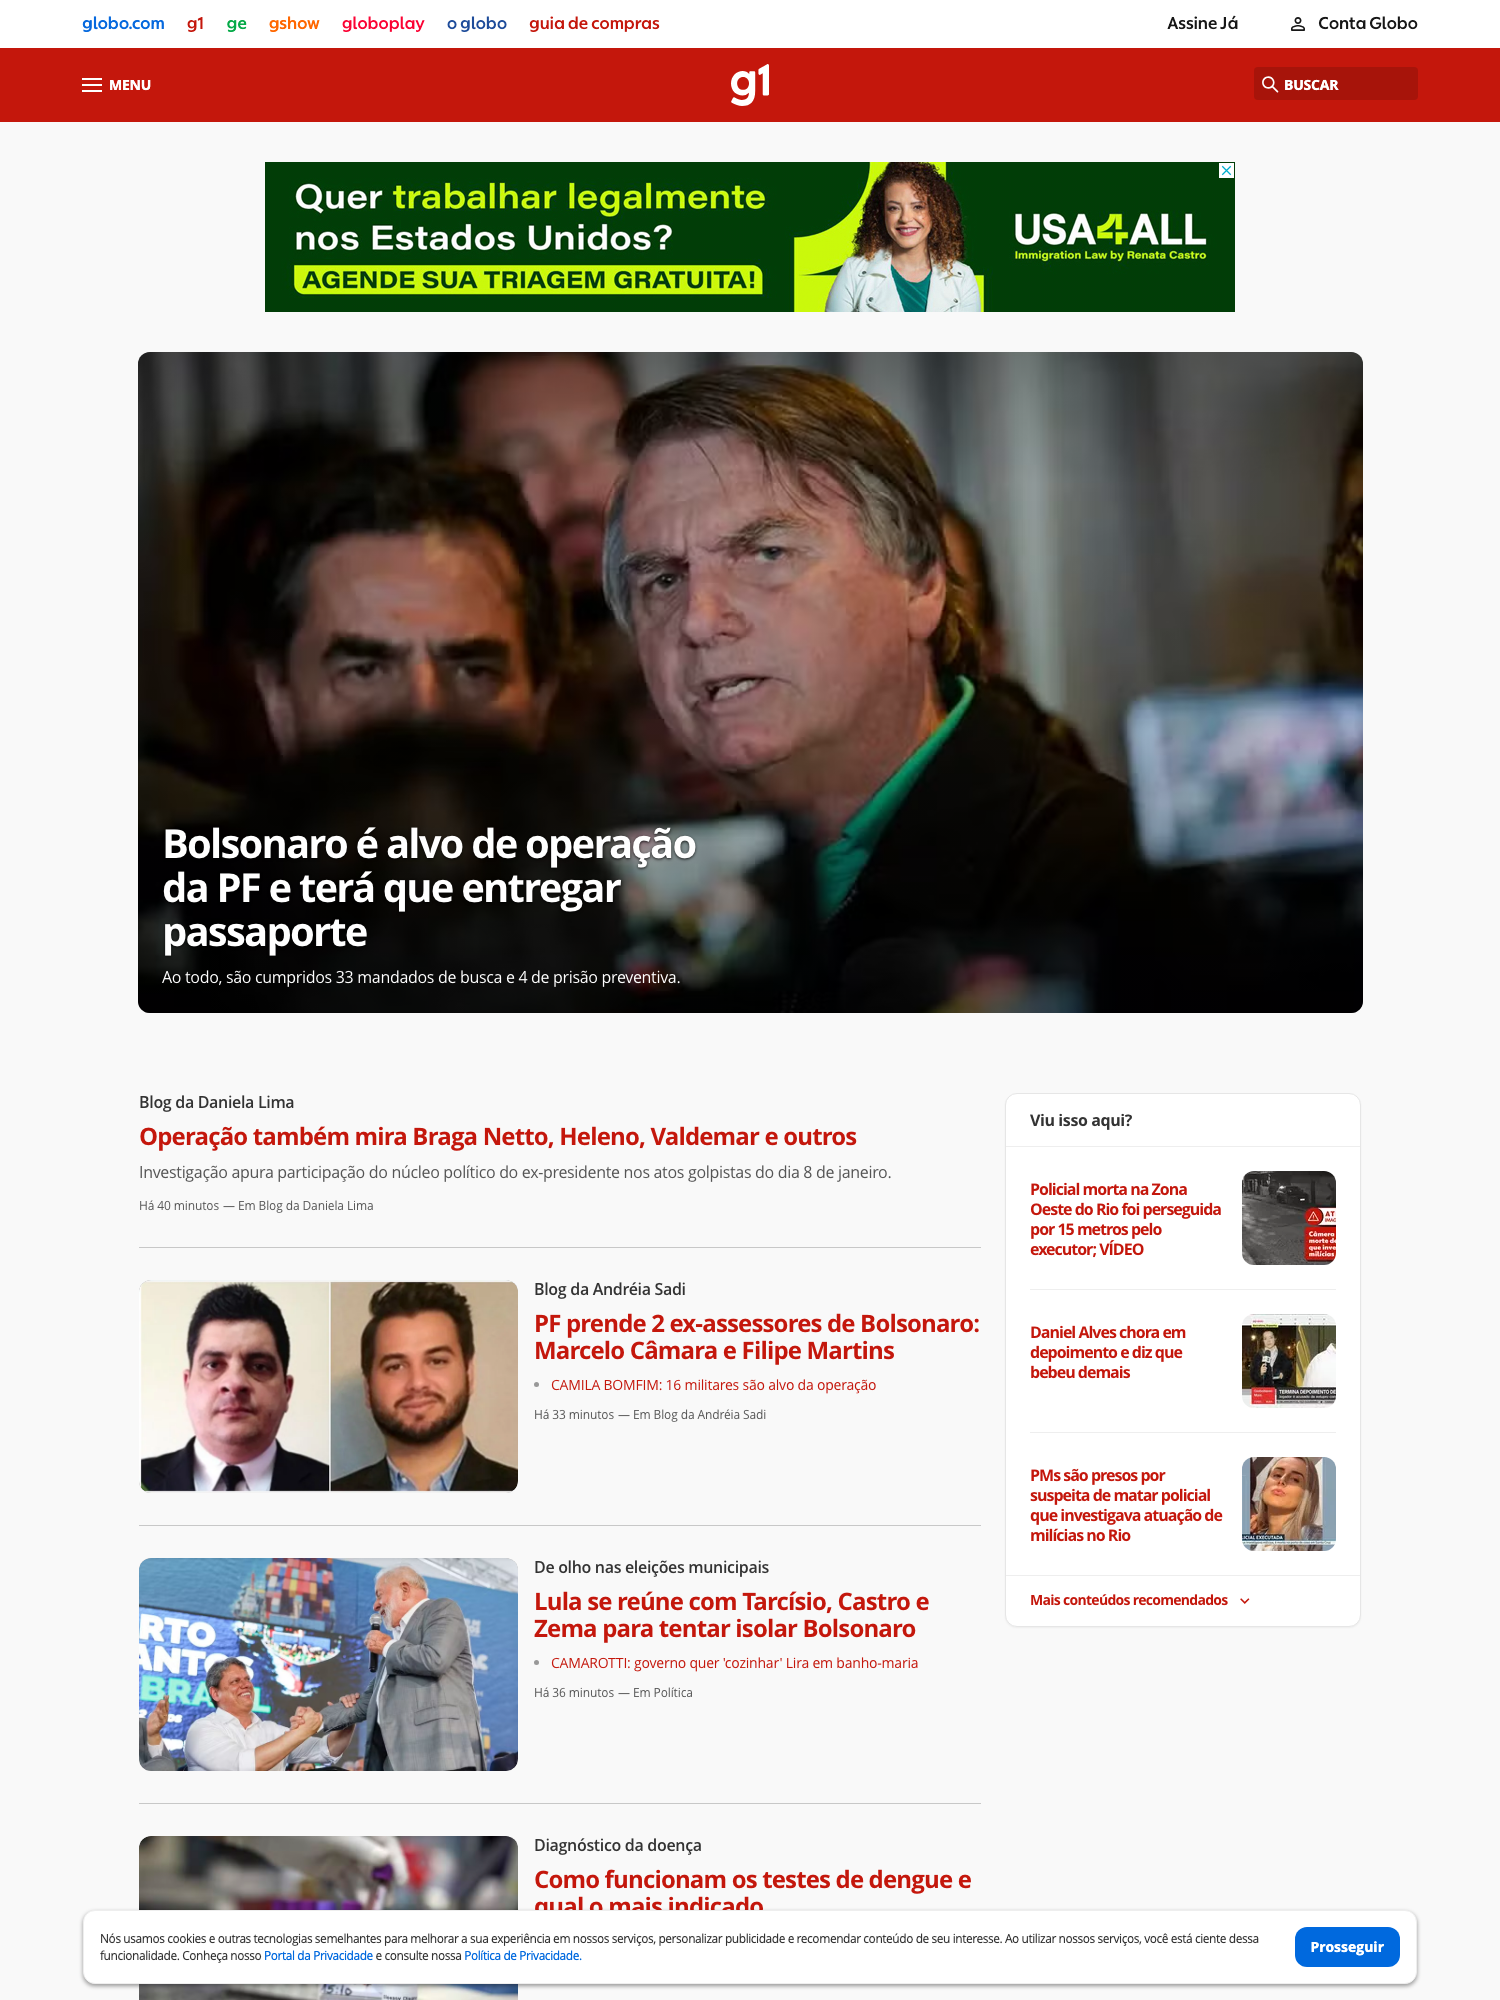 globo.com g1 ge gshow globoplay o globo guia de compras Assine Já Conta Globo
MENU g1 BUSCAR
Quer trabalhar legalmente
nos Estados Unidos?
AGENDE SUA TRIAGEM GRATUITA!
USA4ALL
Immigration Law by Renata Castro
Bolsonaro é alvo de operação
da PF e terá que entregar
passaporte
Ao todo, são cumpridos 33 mandados de busca e 4 de prisão preventiva.
Blog da Daniela Lima
Operação também mira Braga Netto, Heleno, Valdemar e outros
Investigação apura participação do núcleo político do ex-presidente nos atos golpistas do dia 8 de janeiro.
Há 40 minutos — Em Blog da Daniela Lima
Blog da Andréia Sadi
PF prende 2 ex-assessores de Bolsonaro:
Marcelo Câmara e Filipe Martins
CAMILA BOMFIM: 16 militares são alvo da operação
Há 33 minutos — Em Blog da Andréia Sadi
De olho nas eleições municipais
Lula se reúne com Tarcísio, Castro e
Zema para tentar isolar Bolsonaro
CAMAROTTI: governo quer 'cozinhar' Lira em banho-maria
Há 36 minutos — Em Política
Diagnóstico da doença
Como funcionam os testes de dengue e
qual o mais indicado
Viu isso aqui?
Policial morta na Zona
Oeste do Rio foi perseguida
por 15 metros pelo
executor; VÍDEO
Daniel Alves chora em
depoimento e diz que
bebeu demais
TERMINA DEPOIMENTO DE
PMs são presos por
suspeita de matar policial
que investigava atuação de
milícias no Rio
Mais conteúdos recomendados
Nós usamos cookies e outras tecnologias semelhantes para melhorar a sua experiência em nossos serviços, personalizar publicidade e recomendar conteúdo de seu interesse. Ao utilizar nossos serviços, você está ciente dessa
funcionalidade. Conheça nosso Portal da Privacidade e consulte nossa Política de Privacidade.
Prosseguir